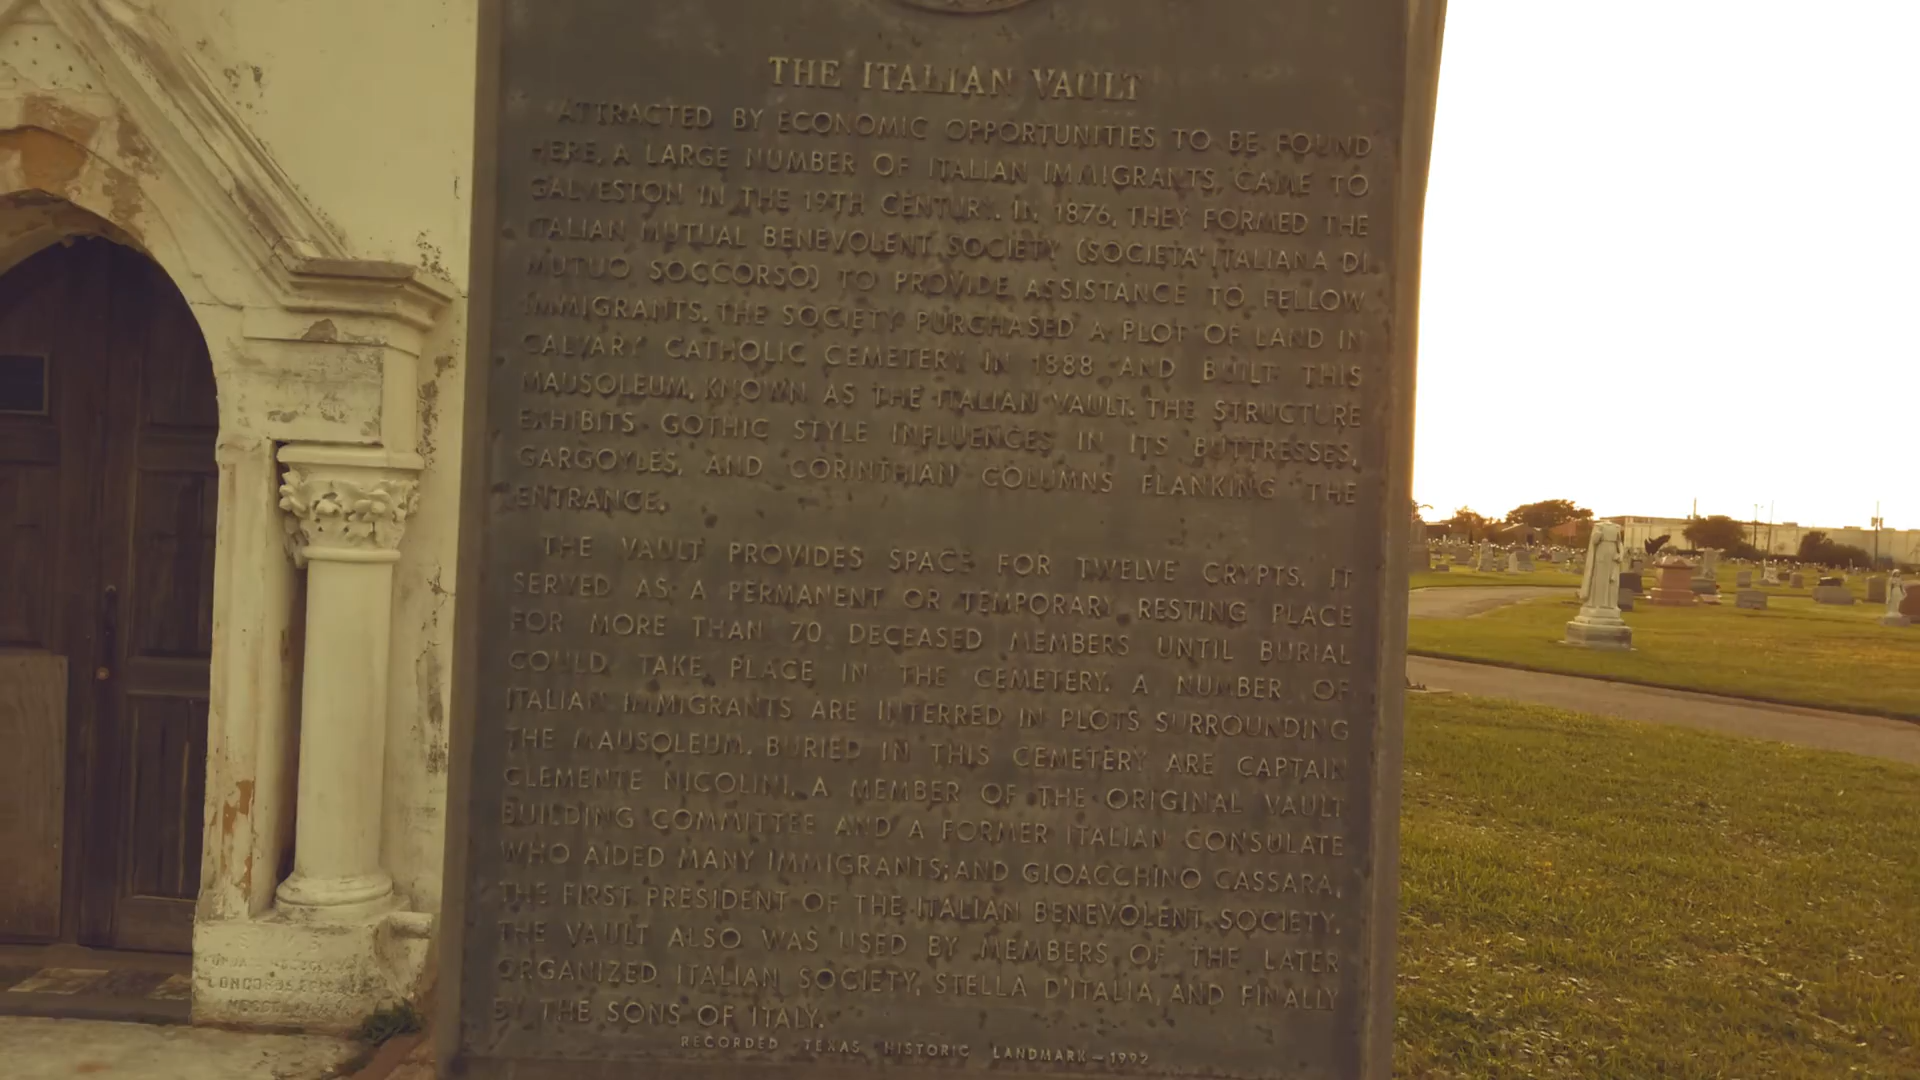 THE ITALIAN VAULT
ATTRACTED BY ECONOMIC OPPORTUNITIES TO BE FOUND
HERE, A LARGE NUMBER OF ITALIAN IMMIGRANTS, CAME TO
GALVESTON IN THE 19TH CENTURY. IN 1876, THEY FORMED THE
ITALIAN MUTUAL BENEVOLENT SOCIETY (SOCIETA' ITALIANA DI
MUTUO SOCCORSO) TO PROVIDE ASSISTANCE TO FELLOW
IMMIGRANTS. THE SOCIETY PURCHASED A PLOT OF LAND IN
CALVARY CATHOLIC CEMETERY IN 1888 AND BUILT THIS
MAUSOLEUM, KNOWN AS THE ITALIAN VAULT. THE STRUCTURE
EXHIBITS GOTHIC STYLE INFLUENCES IN ITS BUTTRESSES,
GARGOYLES, AND CORINTHIAN COLUMNS FLANKING THE
ENTRANCE.
THE VAULT PROVIDES SPACE FOR TWELVE CRYPTS. IT
SERVED AS A PERMANENT OR TEMPORARY RESTING PLACE
FOR MORE THAN 70 DECEASED MEMBERS UNTIL BURIAL
COULD TAKE PLACE IN THE CEMETERY. A NUMBER OF
ITALIAN IMMIGRANTS ARE INTERRED IN PLOTS SURROUNDING
THE MAUSOLEUM. BURIED IN THIS CEMETERY ARE CAPTAIN
CLEMENTE NICOLINI, A MEMBER OF THE ORIGINAL VAULT
BUILDING COMMITTEE AND A FORMER ITALIAN CONSULATE
WHO AIDED MANY IMMIGRANTS; AND GIOACCHINO CASSARA,
THE FIRST PRESIDENT OF THE ITALIAN BENEVOLENT SOCIETY.
THE VAULT ALSO WAS USED BY MEMBERS OF THE LATER
ORGANIZED ITALIAN SOCIETY, STELLA D'ITALIA, AND FINALLY
BY THE SONS OF ITALY.
RECORDED TEXAS HISTORIC LANDMARK – 1992